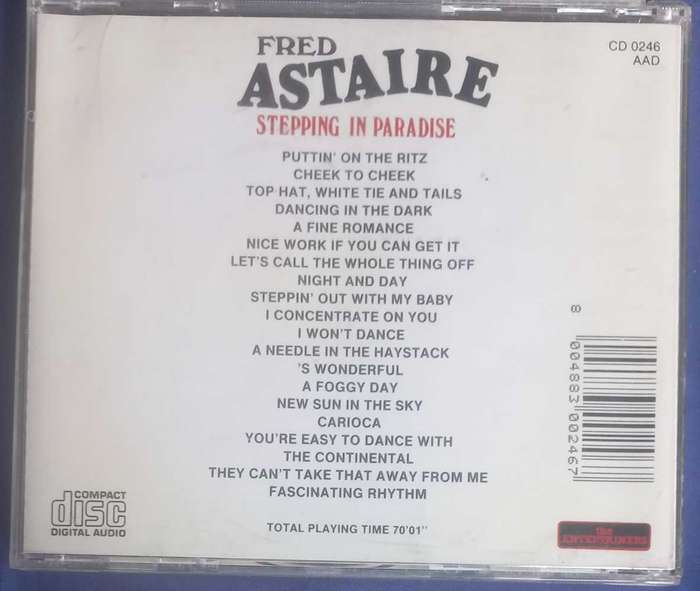 FRED
ASTAIRE
STEPPING IN PARADISE
CD 0246
AAD
PUTTIN' ON THE RITZ
CHEEK TO CHEEK
TOP HAT, WHITE TIE AND TAILS
DANCING IN THE DARK
A FINE ROMANCE
NICE WORK IF YOU CAN GET IT
LET'S CALL THE WHOLE THING OFF
NIGHT AND DAY
STEPPIN' OUT WITH MY BABY
I CONCENTRATE ON YOU
I WON'T DANCE
A NEEDLE IN THE HAYSTACK
'S WONDERFUL
A FOGGY DAY
NEW SUN IN THE SKY
CARIOCA
YOU'RE EASY TO DANCE WITH
THE CONTINENTAL
THEY CAN'T TAKE THAT AWAY FROM ME
FASCINATING RHYTHM
TOTAL PLAYING TIME 70'01"
COMPACT
disc
DIGITAL AUDIO
8 004883 002467
the
ENTERTAINERS